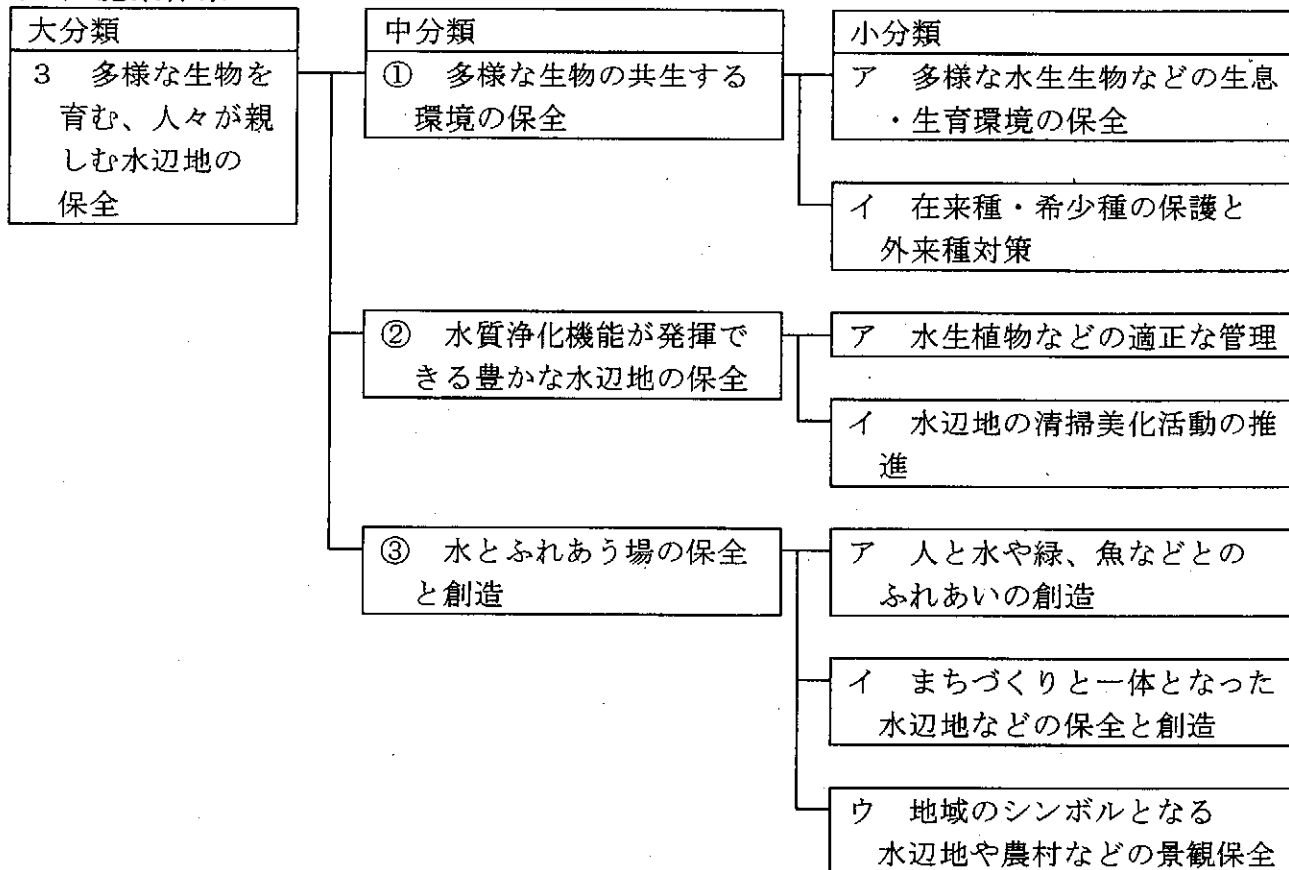 大分類
3 多様な生物を
育む、人々が親
しむ水辺地の
保全
中分類
① 多様な生物の共生する
環境の保全
小分類
ア 多様な水生生物などの生息
・生育環境の保全
イ 在来種・希少種の保護と
外来種対策
② 水質浄化機能が発揮で
きる豊かな水辺地の保全
ア 水生植物などの適正な管理
イ 水辺地の清掃美化活動の推
進
③ 水とふれあう場の保全
と創造
ア 人と水や緑、魚などとの
ふれあいの創造
イ まちづくりと一体となった
水辺地などの保全と創造
ウ 地域のシンボルとなる
水辺地や農村などの景観保全